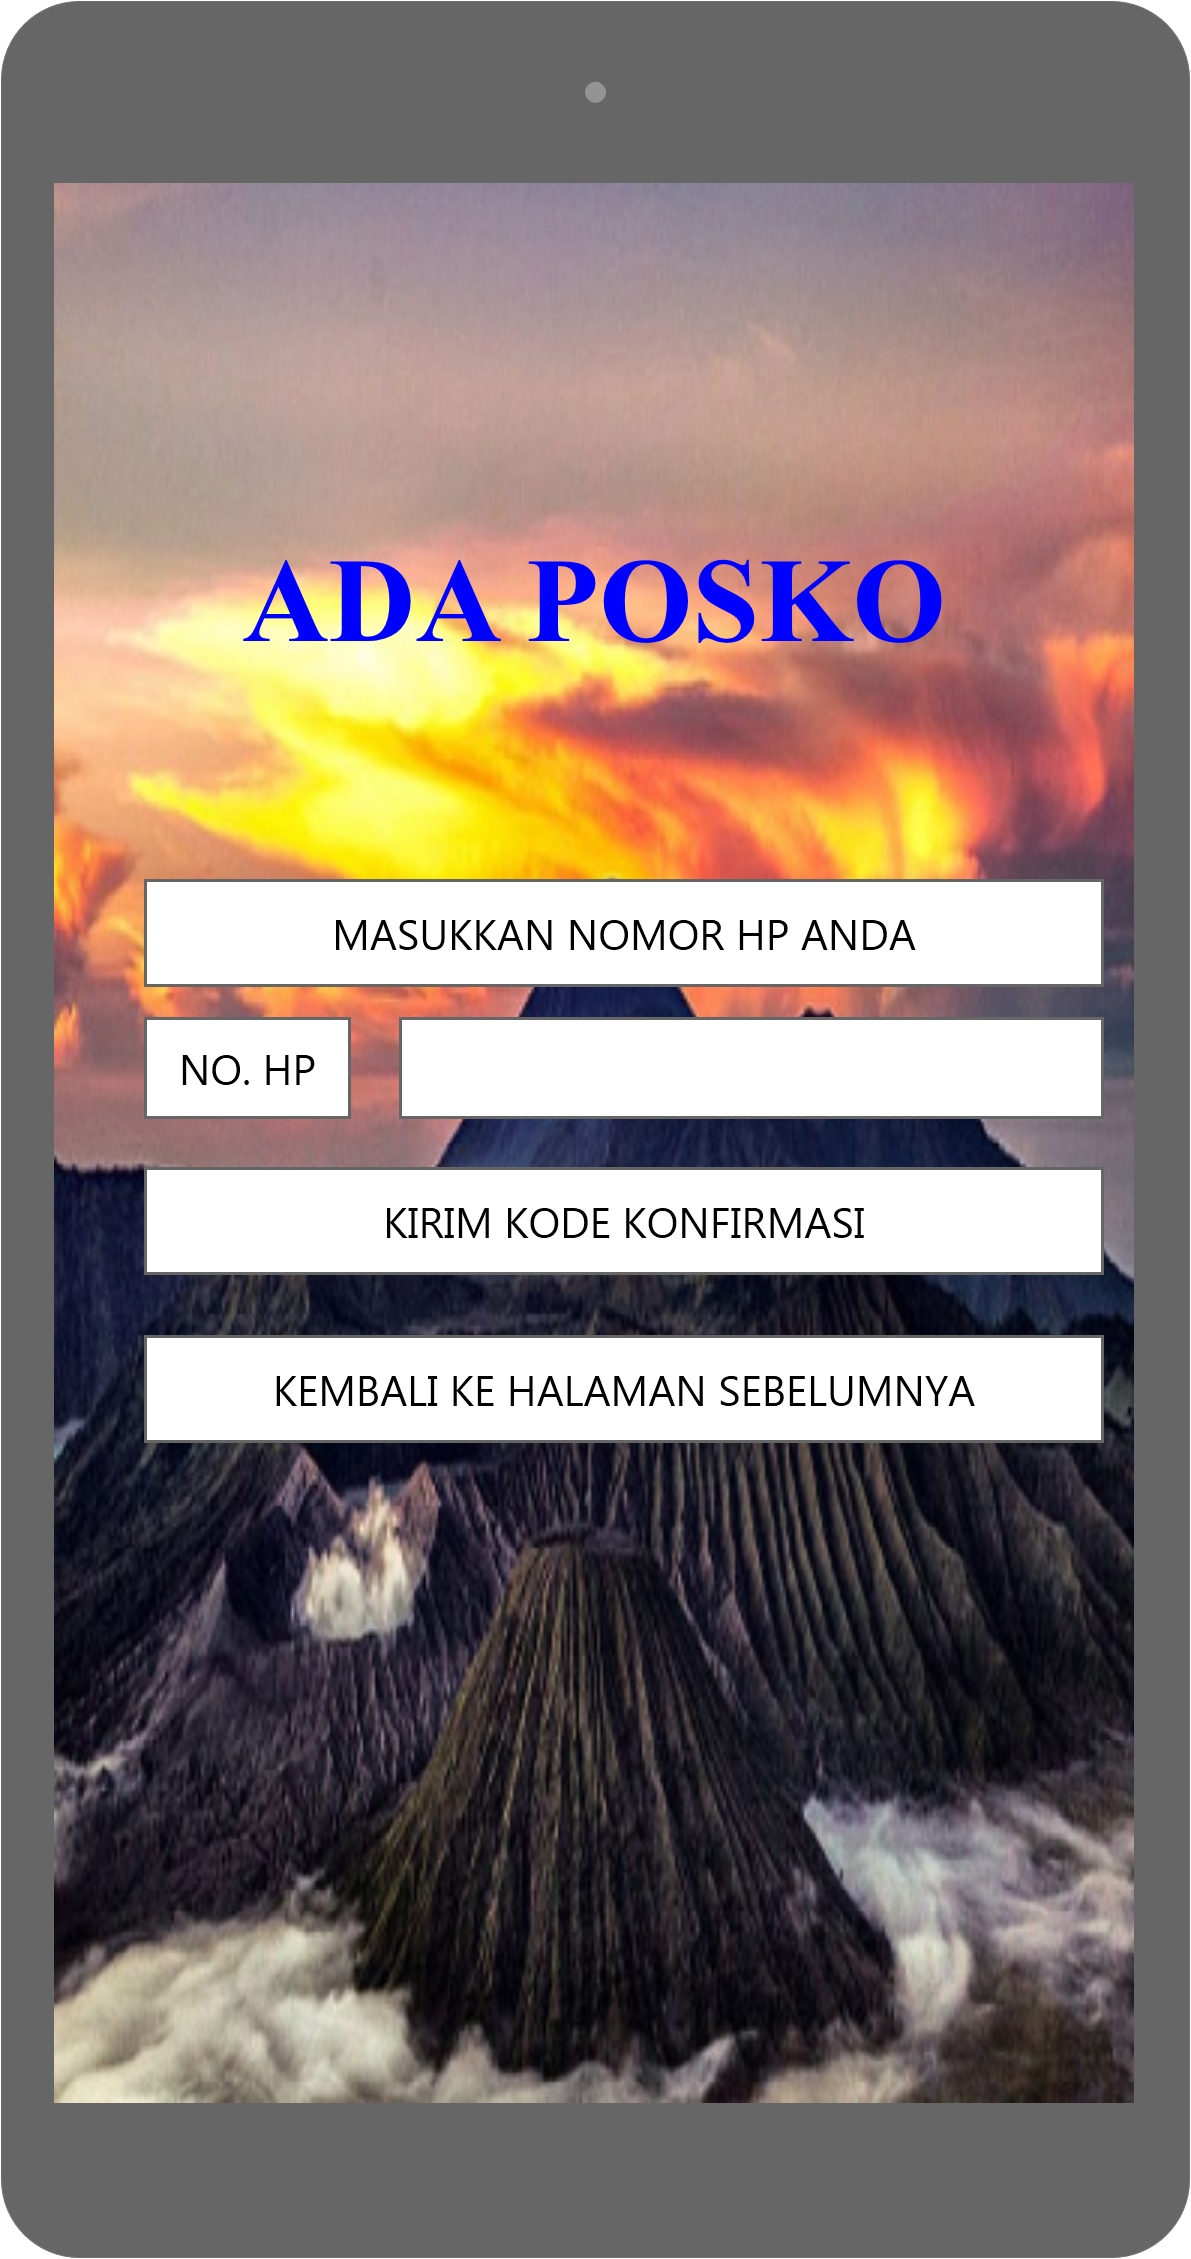 ADA POSKO
MASUKKAN NOMOR HP ANDA
NO. HP
KIRIM KODE KONFIRMASI
KEMBALI KE HALAMAN SEBELUMNYA